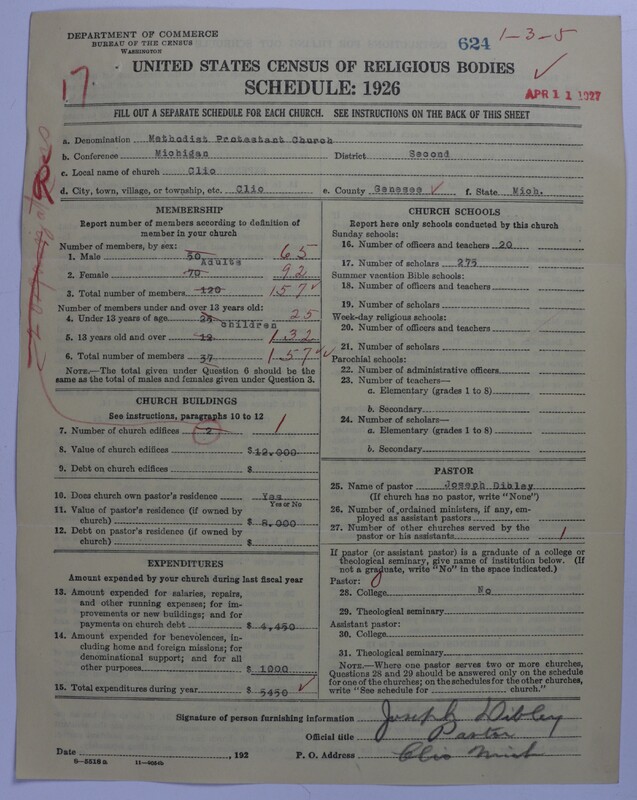 DEPARTMENT OF COMMERCE
BUREAU OF THE CENSUS
WASHINGTON
624
1-3-5
17.
UNITED STATES CENSUS OF RELIGIOUS BODIES
SCHEDULE: 1926
APR 11 1927
FILL OUT A SEPARATE SCHEDULE FOR EACH CHURCH. SEE INSTRUCTIONS ON THE BACK OF THIS SHEET
a. Denomination Methodist Protestant Church
b. Conference Michigan District Second
c. Local name of church Clio
d. City, town, village, or township, etc. Clio e. County Genesee f. State Mich.
MEMBERSHIP
Report number of members according to definition of
member in your church
Number of members, by sex:
1. Male 50 65
Adults
2. Female 70 92
3. Total number of members 120 157
Number of members under and over 13 years old:
4. Under 13 years of age 25 25
children
5. 13 years old and over 12 132
6. Total number of members 37 157
NOTE.—The total given under Question 6 should be
same as the total of males and females given under Question 3.
CHURCH BUILDINGS
See instructions, paragraphs 10 to 12
7. Number of church edifices 2 1
8. Value of church edifices $12,000
9. Debt on church edifices $
10. Does church own pastor's residence Yes
Yes or No
11. Value of pastor's residence (if owned by
church) $ 8,000
12. Debt on pastor's residence (if owned by
church) $
EXPENDITURES
Amount expended by your church during last fiscal year
13. Amount expended for salaries, repairs,
and other running expenses; for im-
provements or new buildings; and for
payments on church debt $ 4,450
14. Amount expended for benevolences, in-
cluding home and foreign missions; for
denominational support; and for all
other purposes $ 1000
15. Total expenditures during year $ 5450
CHURCH SCHOOLS
Report here only schools conducted by this church
Sunday schools:
16. Number of officers and teachers 20
17. Number of scholars 275
Summer vacation Bible schools:
18. Number of officers and teachers
19. Number of scholars
Week-day religious schools:
20. Number of officers and teachers
21. Number of scholars
Parochial schools:
22. Number of administrative officers
23. Number of teachers—
a. Elementary (grades 1 to 8)
b. Secondary
24. Number of scholars—
a. Elementary (grades 1 to 8)
b. Secondary
PASTOR
25. Name of pastor Joseph Dibley
(If church has no pastor, write "None")
26. Number of ordained ministers, if any, em-
ployed as assistant pastors
27. Number of other churches served by the
pastor or his assistants 1
If pastor (or assistant pastor) is a graduate of a college or
theological seminary, give name of institution below. (If
not a graduate, write "No" in the space indicated.)
Pastor:
28. College No
29. Theological seminary
Assistant pastor:
30. College
31. Theological seminary
NOTE.—Where one pastor serves two or more churches,
Questions 28 and 29 should be answered only on the schedule
for one of the churches; on the schedules for the other churches,
write "See schedule for church."
Signature of person furnishing information Joseph Dibley
Official title Pastor
Date , 192 P. O. Address Clio Mich
8-5518 a